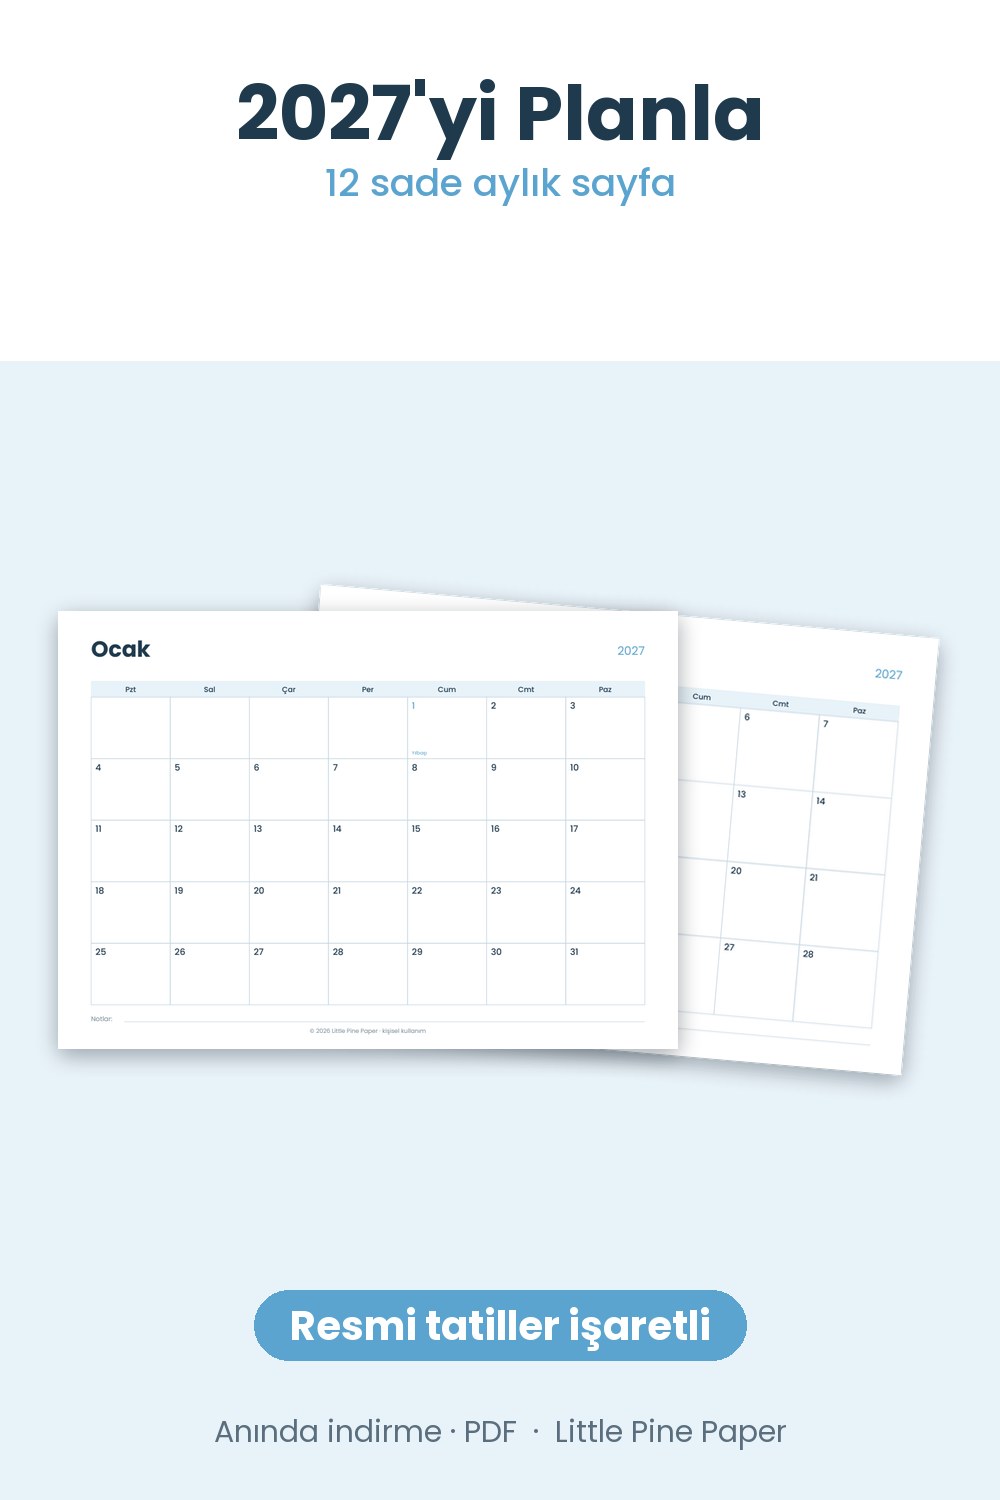 2027'yi Planla
12 sade aylık sayfa
Ocak
2027
Pzt Sal Çar Per Cum Cmt Paz
1 2 3
Yılbaşı
4 5 6 7 8 9 10
11 12 13 14 15 16 17
18 19 20 21 22 23 24
25 26 27 28 29 30 31
Notlar:
© 2026 Little Pine Paper · kişisel kullanım
2027
Cum Cmt Paz
6 7
13 14
20 21
27 28
Resmi tatiller işaretli
Anında indirme · PDF · Little Pine Paper